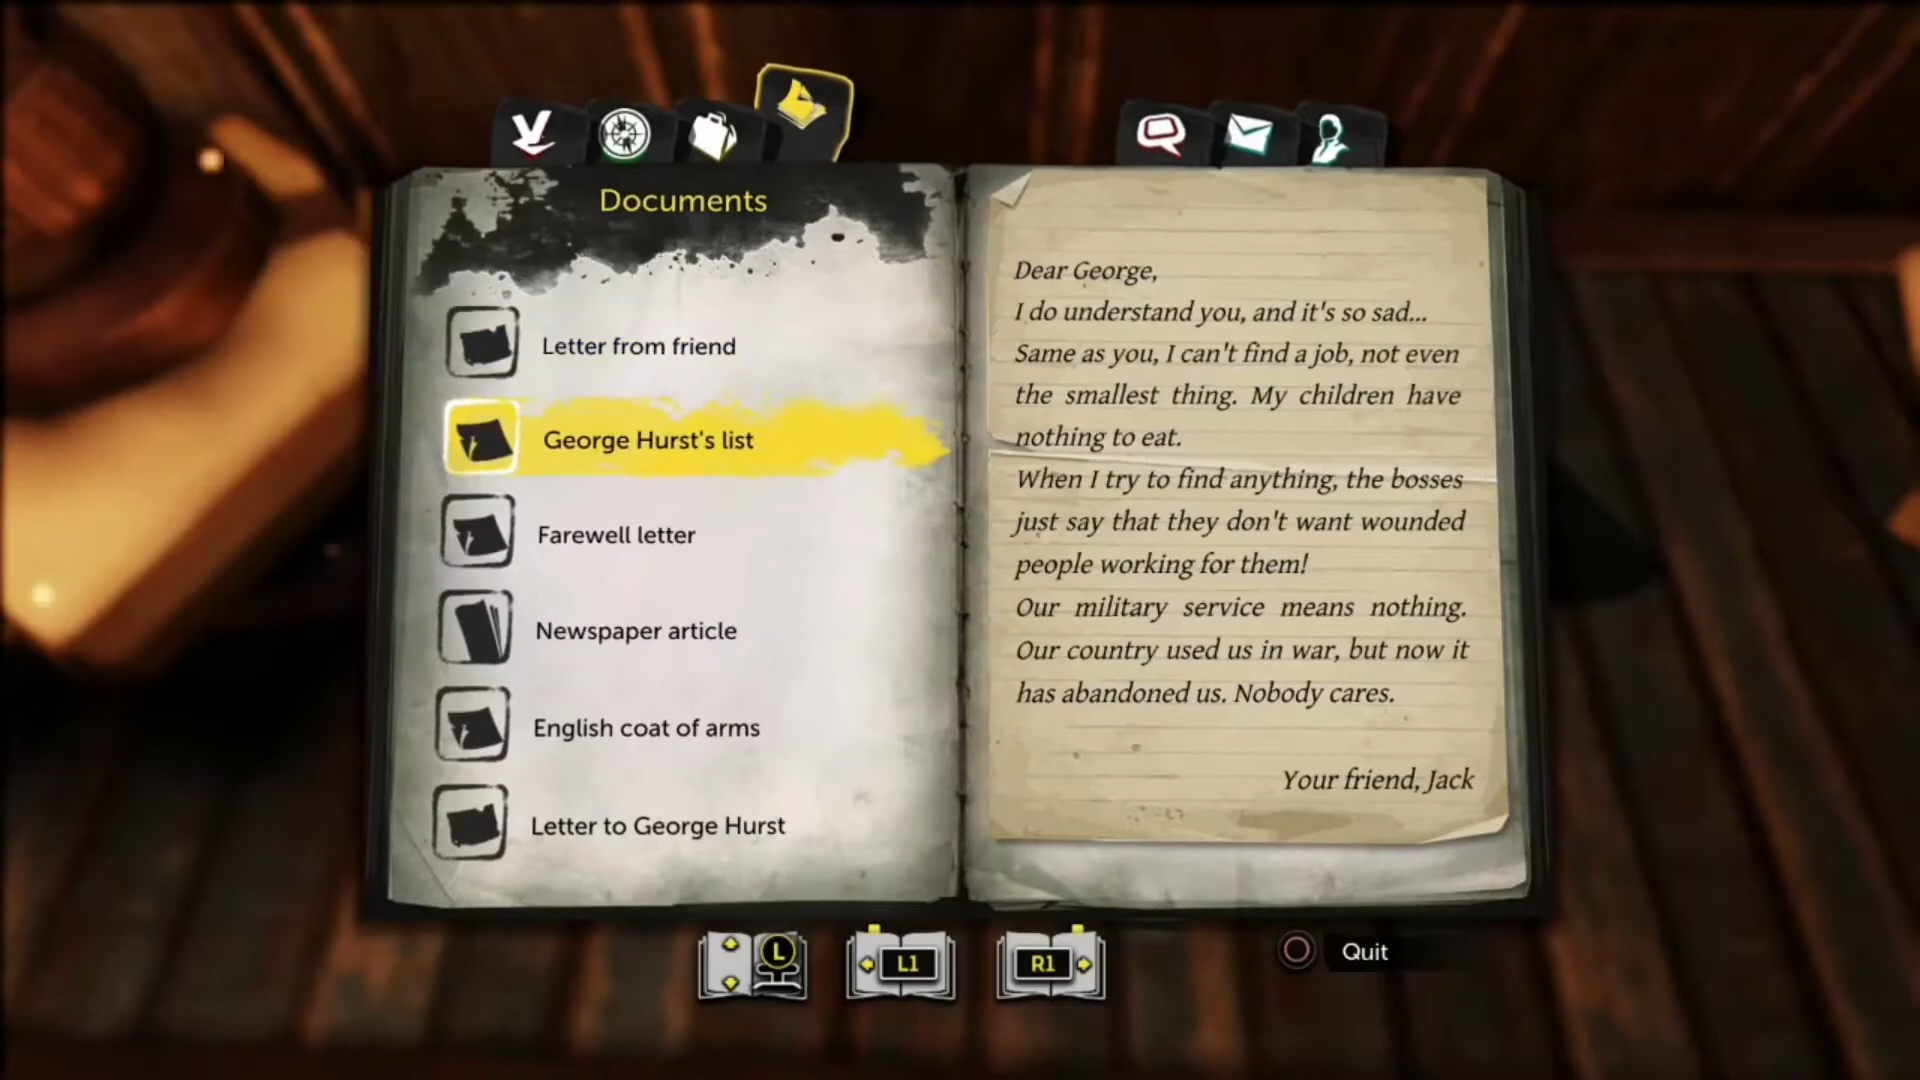 Documents
Letter from friend
George Hurst's list
Farewell letter
Newspaper article
English coat of arms
Letter to George Hurst
Dear George,
I do understand you, and it's so sad...
Same as you, I can't find a job, not even
the smallest thing. My children have
nothing to eat.
When I try to find anything, the bosses
just say that they don't want wounded
people working for them!
Our military service means nothing.
Our country used us in war, but now it
has abandoned us. Nobody cares.
Your friend, Jack
L
L1
R1
Quit